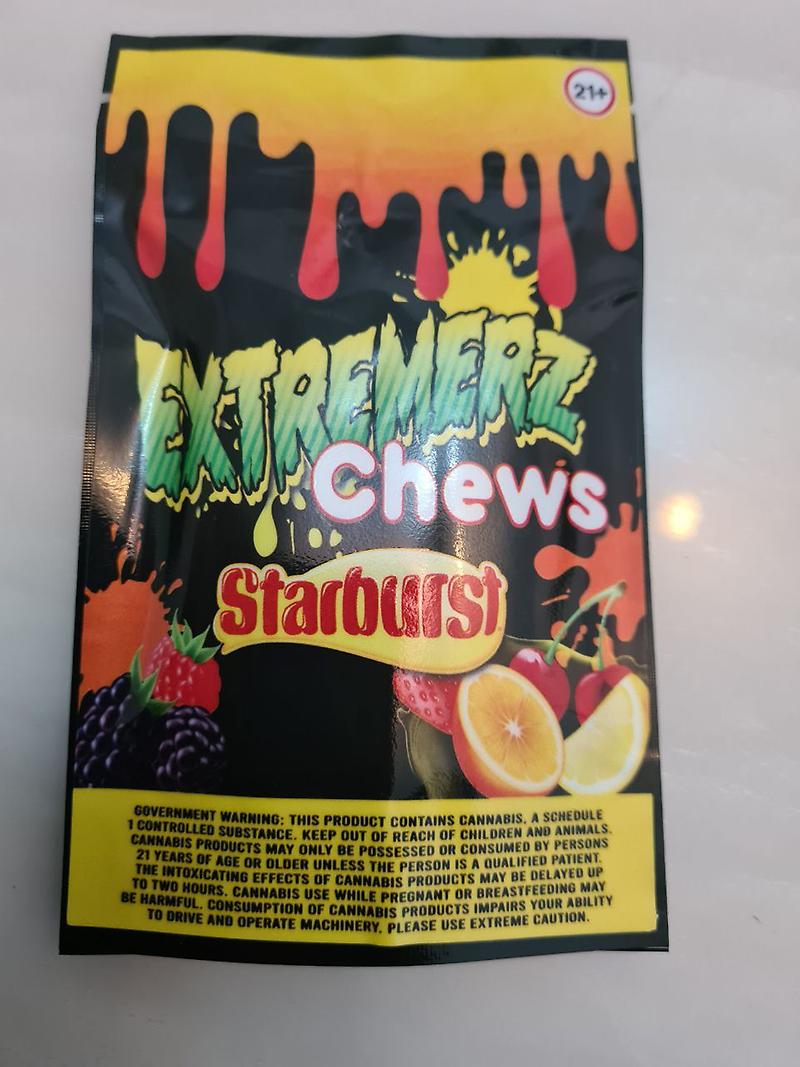 21+
EXTREMERZ
Chews
Starburst
GOVERNMENT WARNING: THIS PRODUCT CONTAINS CANNABIS, A SCHEDULE
1 CONTROLLED SUBSTANCE. KEEP OUT OF REACH OF CHILDREN AND ANIMALS.
CANNABIS PRODUCTS MAY ONLY BE POSSESSED OR CONSUMED BY PERSONS
21 YEARS OF AGE OR OLDER UNLESS THE PERSON IS A QUALIFIED PATIENT.
THE INTOXICATING EFFECTS OF CANNABIS PRODUCTS MAY BE DELAYED UP
TO TWO HOURS. CANNABIS USE WHILE PREGNANT OR BREASTFEEDING MAY
BE HARMFUL. CONSUMPTION OF CANNABIS PRODUCTS IMPAIRS YOUR ABILITY
TO DRIVE AND OPERATE MACHINERY. PLEASE USE EXTREME CAUTION.